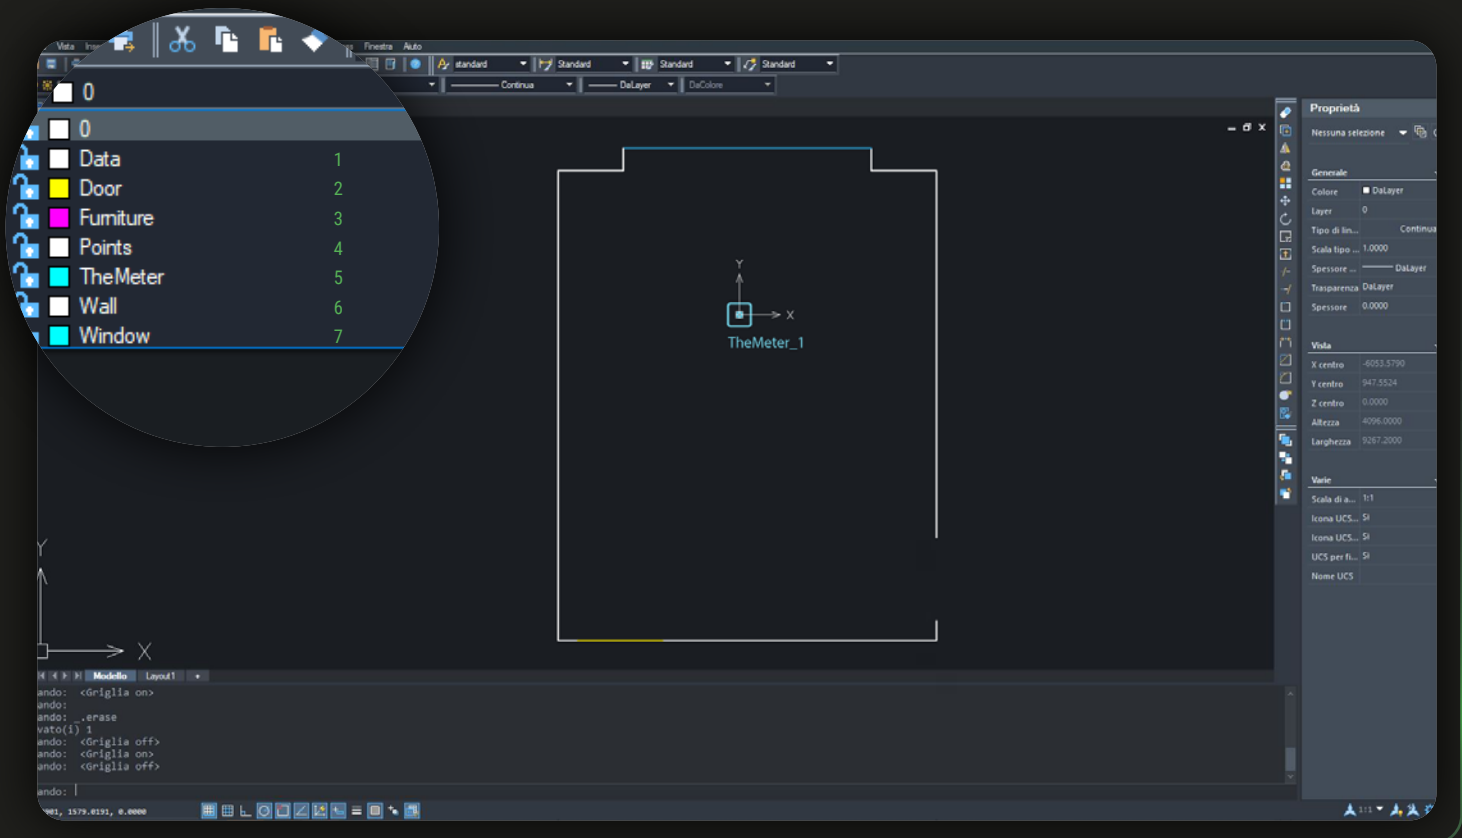 Vista
Finestra Aiuto
standard Standard Standard Standard
Continua DaLayer DaColore
0
0
Data 1
Door 2
Furniture 3
Points 4
TheMeter 5
Wall 6
Window 7
Y
X
TheMeter_1
Y
X
Proprietà
Nessuna selezione
Generale
Colore DaLayer
Layer 0
Tipo di lin... Continua
Scala tipo ... 1.0000
Spessore ... DaLayer
Trasparenza DaLayer
Spessore 0.0000
Vista
X centro -6053.5790
Y centro 947.5524
Z centro 0.0000
Altezza 4096.0000
Larghezza 9267.2000
Varie
Scala di a... 1:1
Icona UCS... Sì
Icona UCS... Sì
UCS per fi... Sì
Nome UCS
Modello Layout1 +
ando: <Griglia on>
ando:
ando: _.erase
vato(i) 1
ando: <Griglia off>
ando: <Griglia on>
ando: <Griglia off>
ando:
1579.0191, 0.0000
1:1